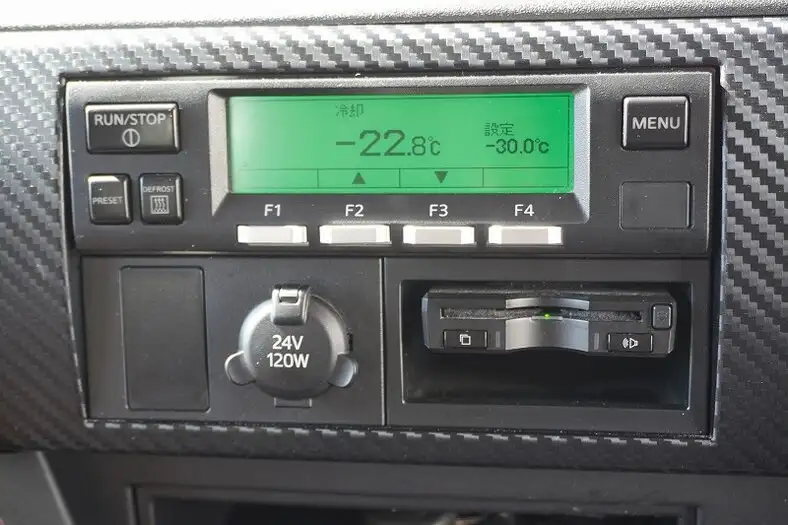 RUN/STOP
冷却
-22.8℃
設定
-30.0℃
▲ ▼
MENU
PRESET
DEFROST
F1 F2 F3 F4
24V
120W